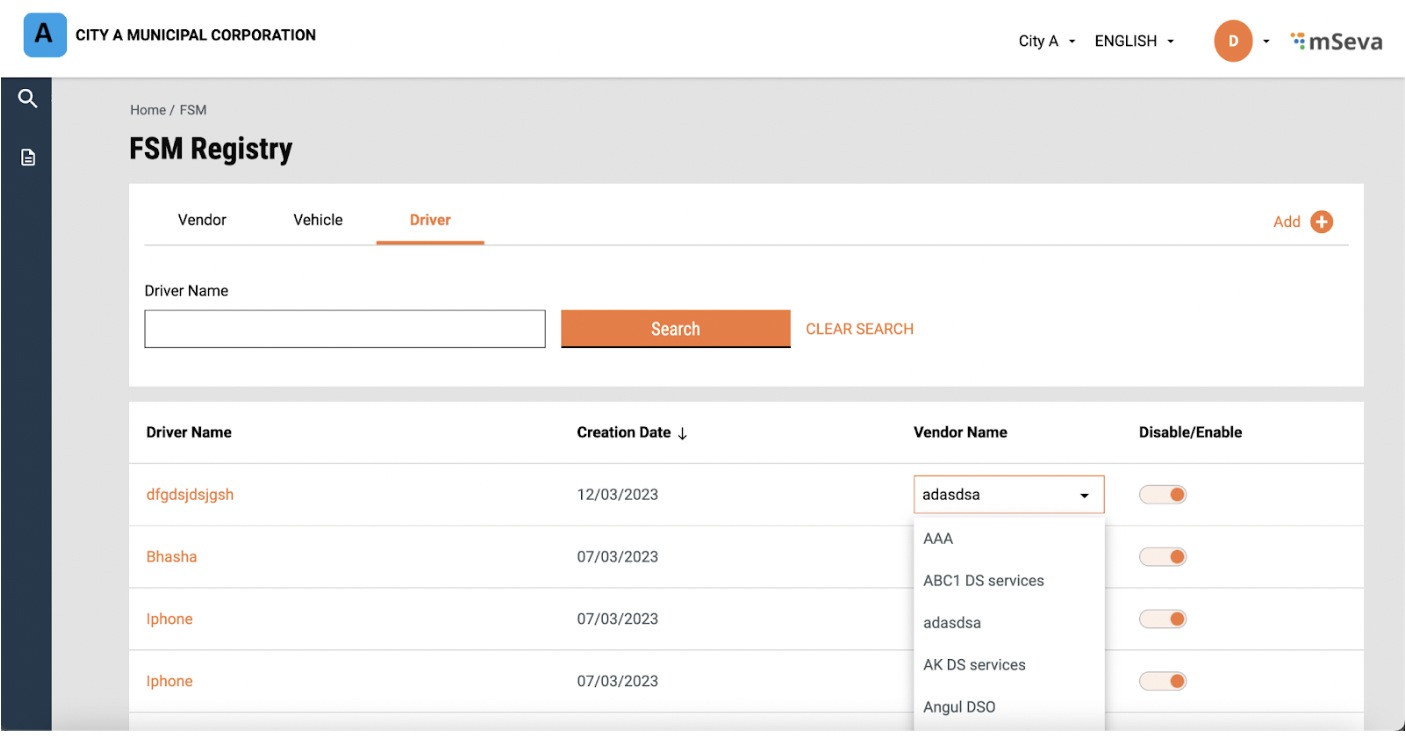 A CITY A MUNICIPAL CORPORATION City A ENGLISH D mSeva
Home / FSM
FSM Registry
Vendor Vehicle Driver Add
Driver Name
Search CLEAR SEARCH
Driver Name Creation Date ↓ Vendor Name Disable/Enable
dfgdsjdsjgsh 12/03/2023 adasdsa
AAA
Bhasha 07/03/2023
ABC1 DS services
Iphone 07/03/2023
adasdsa
AK DS services
Iphone 07/03/2023
Angul DSO